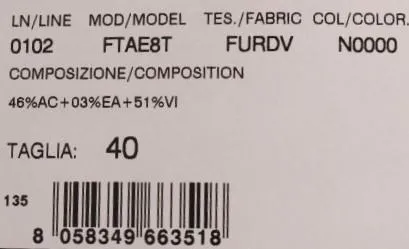 LN/LINE MOD/MODEL TES./FABRIC COL/COLOR.
0102 FTAE8T FURDV N0000
COMPOSIZIONE/COMPOSITION
46%AC+03%EA+51%VI
TAGLIA: 40
135
8 058349 663518